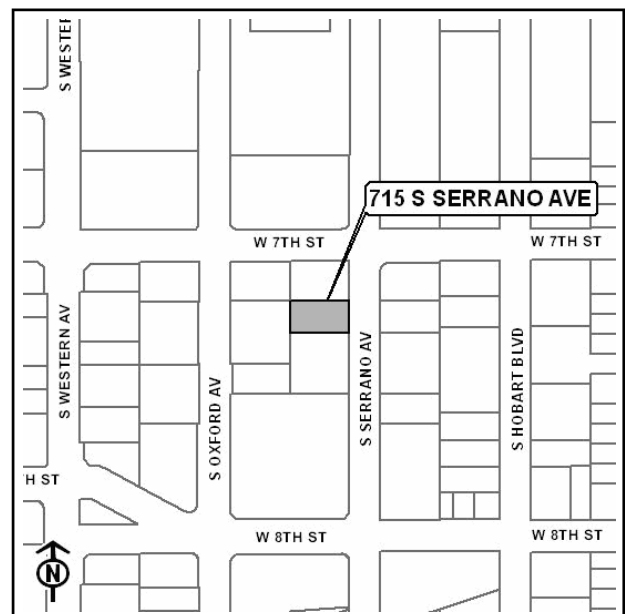 S WESTER
715 S SERRANO AVE
W 7TH ST
W 7TH ST
S WESTERN AV
S OXFORD AV
S SERRANO AV
S HOBART BLVD
H ST
W 8TH ST
W 8TH ST
N